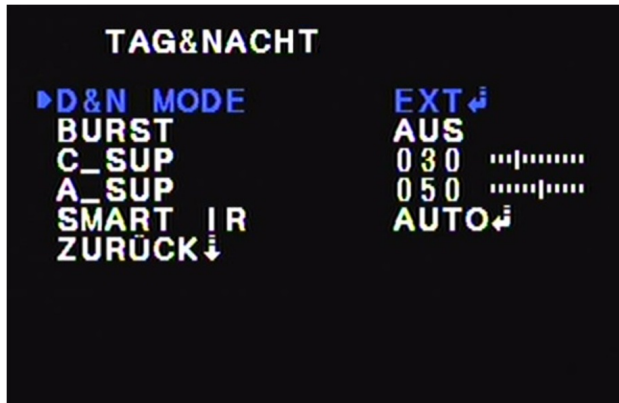 TAG&NACHT
D&N MODE EXT
BURST AUS
C_SUP 030
A_SUP 050
SMART IR AUTO
ZURÜCK